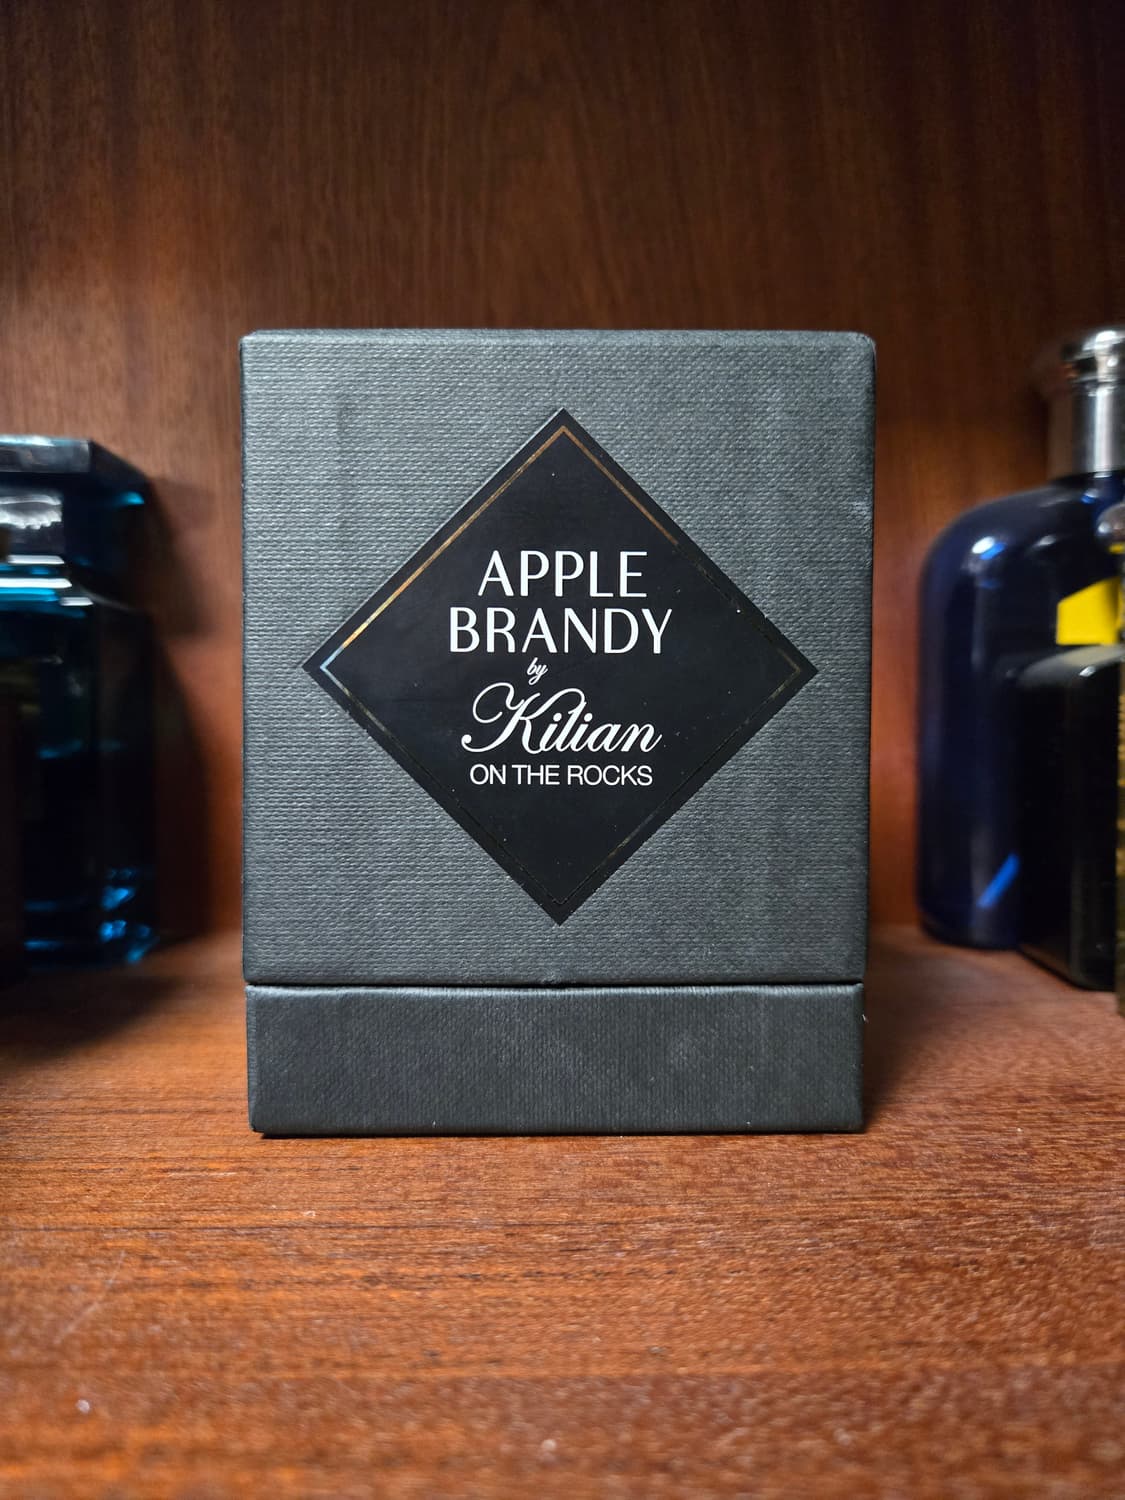 APPLE
BRANDY
by
Kilian
ON THE ROCKS